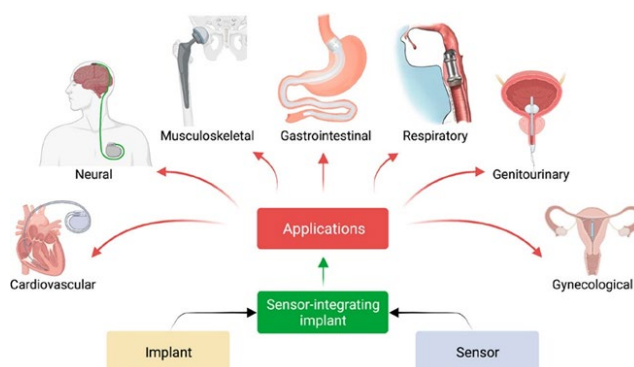 Musculoskeletal
Gastrointestinal
Respiratory
Neural
Genitourinary
Applications
Cardiovascular
Gynecological
Sensor-integrating
implant
Implant
Sensor